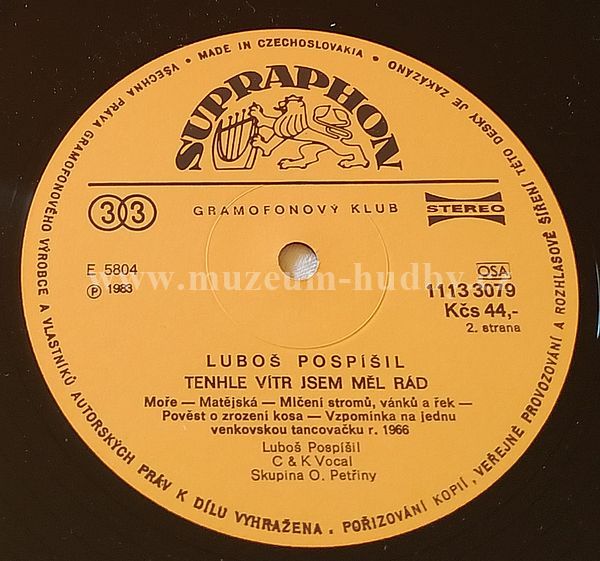 VŠECHNA PRÁVA GRAMOFONOVÉHO VÝROBCE A VLASTNÍKŮ AUTORSKÝCH PRÁV K DÍLU VYHRAŽENA. POŘIZOVÁNÍ KOPIÍ, VEŘEJNÉ PROVOZOVÁNÍ A ROZHLASOVÉ ŠÍŘENÍ TÉTO DESKY JE ZAKÁZÁNO • MADE IN CZECHOSLOVAKIA •
SUPRAPHON
33
GRAMOFONOVÝ KLUB
STEREO
E 5804
OSA
℗ 1983
1113 3079
Kčs 44,-
2. strana
www.muzeum-hudby.cz
LUBOŠ POSPÍŠIL
TENHLE VÍTR JSEM MĚL RÁD
Moře — Matějská — Mlčení stromů, vánků a řek —
Pověst o zrození kosa — Vzpomínka na jednu
venkovskou tancovačku r. 1966
Luboš Pospíšil
C & K Vocal
Skupina O. Petřiny